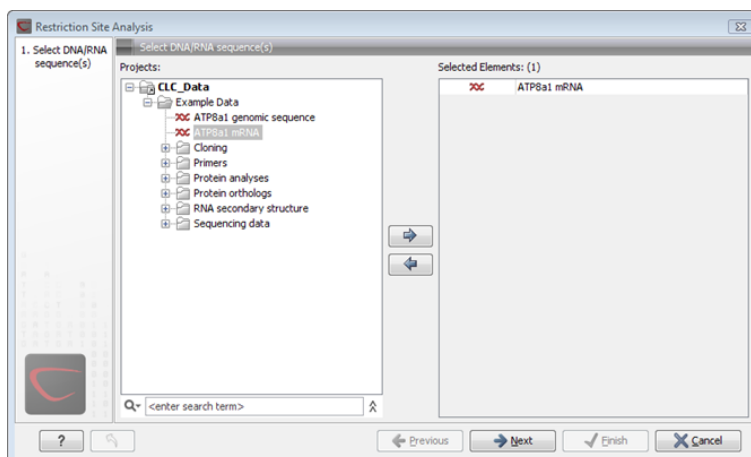 Restriction Site Analysis
1. Select DNA/RNA
sequence(s)
Select DNA/RNA sequence(s)
Projects:
CLC_Data
Example Data
ATP8a1 genomic sequence
ATP8a1 mRNA
Cloning
Primers
Protein analyses
Protein orthologs
RNA secondary structure
Sequencing data
<enter search term>
Selected Elements: (1)
ATP8a1 mRNA
?
Previous
Next
Finish
Cancel